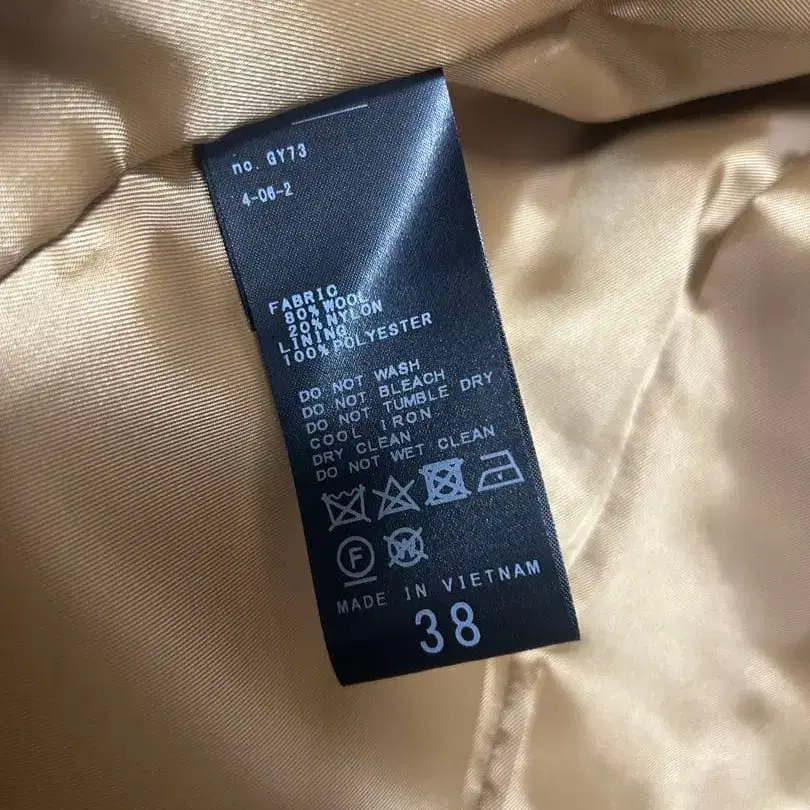 no. GY73
4-06-2
FABRIC
80%WOOL
20%NYLON
LINING
100%POLYESTER
DO NOT WASH
DO NOT BLEACH
DO NOT TUMBLE DRY
COOL IRON
DRY CLEAN
DO NOT WET CLEAN
F W
MADE IN VIETNAM
38